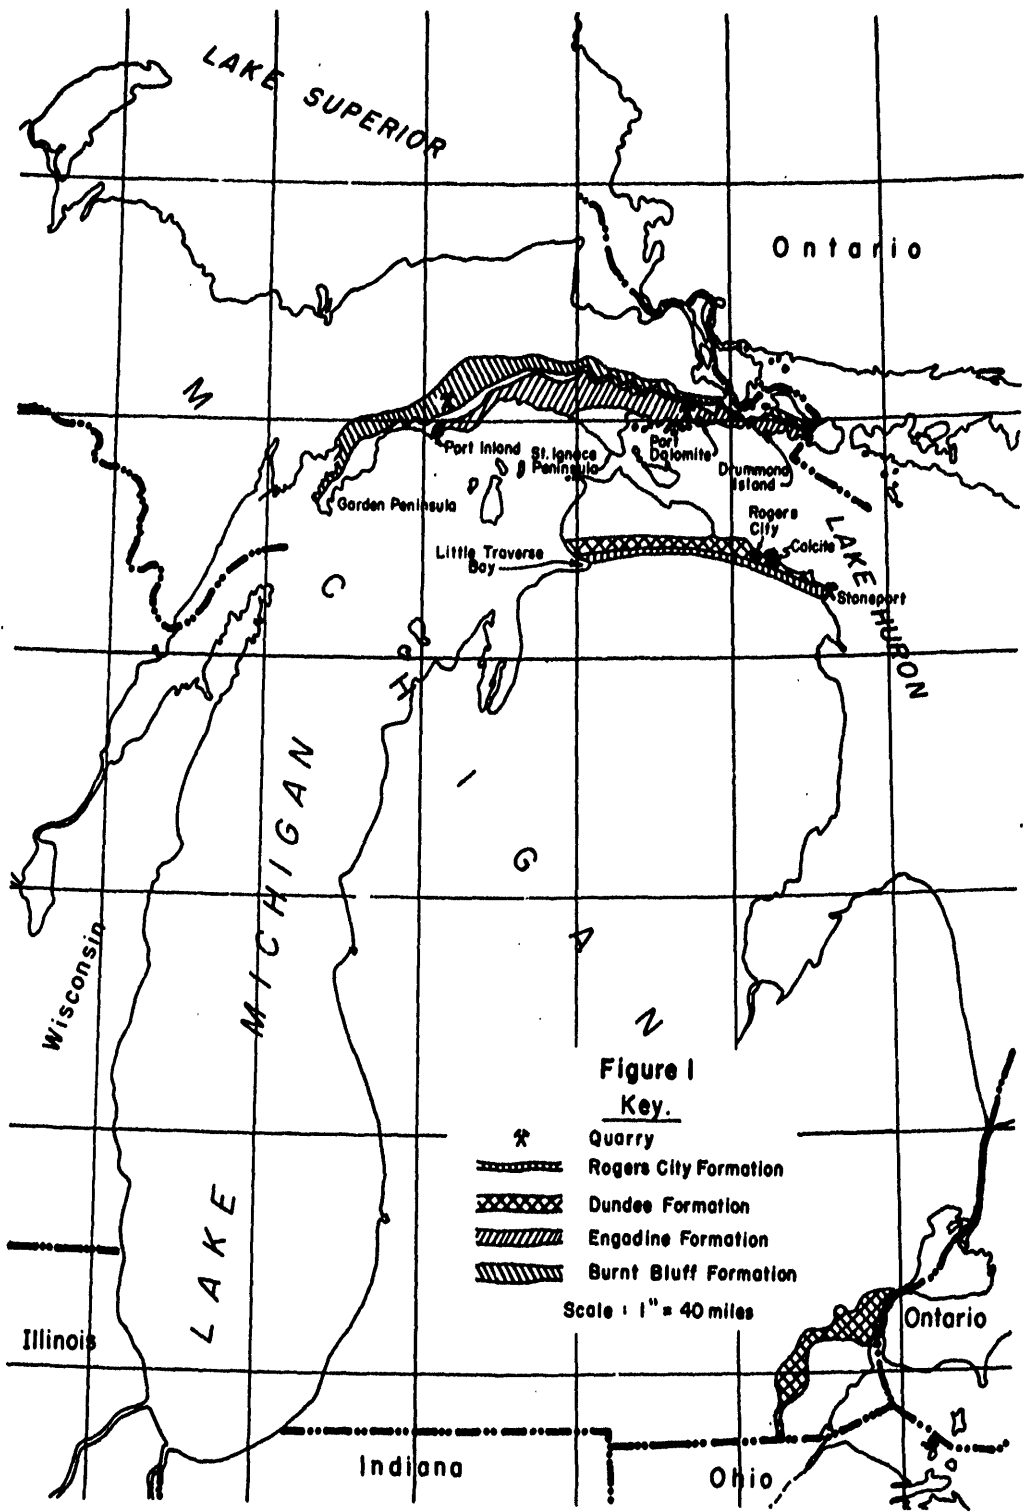 LAKE SUPERIOR
Ontario
M
Port Inland
St. Ignace
Peninsula
Port
Dolomite
Drummond
Island
Garden Peninsula
Rogers
City
Calcite
Little Traverse
Bay
Stoneport
LAKE HURON
I
C
H
I
G
A
N
LAKE MICHIGAN
Wisconsin
Figure 1
Key.
Quarry
Rogers City Formation
Dundee Formation
Engadine Formation
Burnt Bluff Formation
Scale : 1" = 40 miles
Illinois
Ontario
Indiana
Ohio